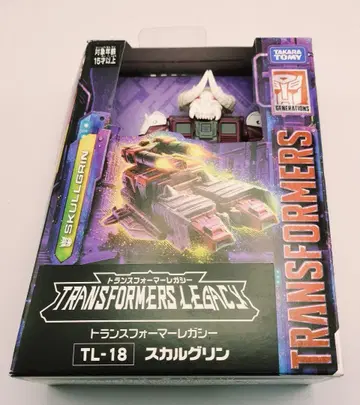 対象年齢
15才以上
TAKARA
TOMY
GENERATIONS
SKULLGRIN
TRANSFORMERS
トランスフォーマーレガシー
TRANSFORMERS LEGACY
トランスフォーマーレガシー
TL-18 スカルグリン